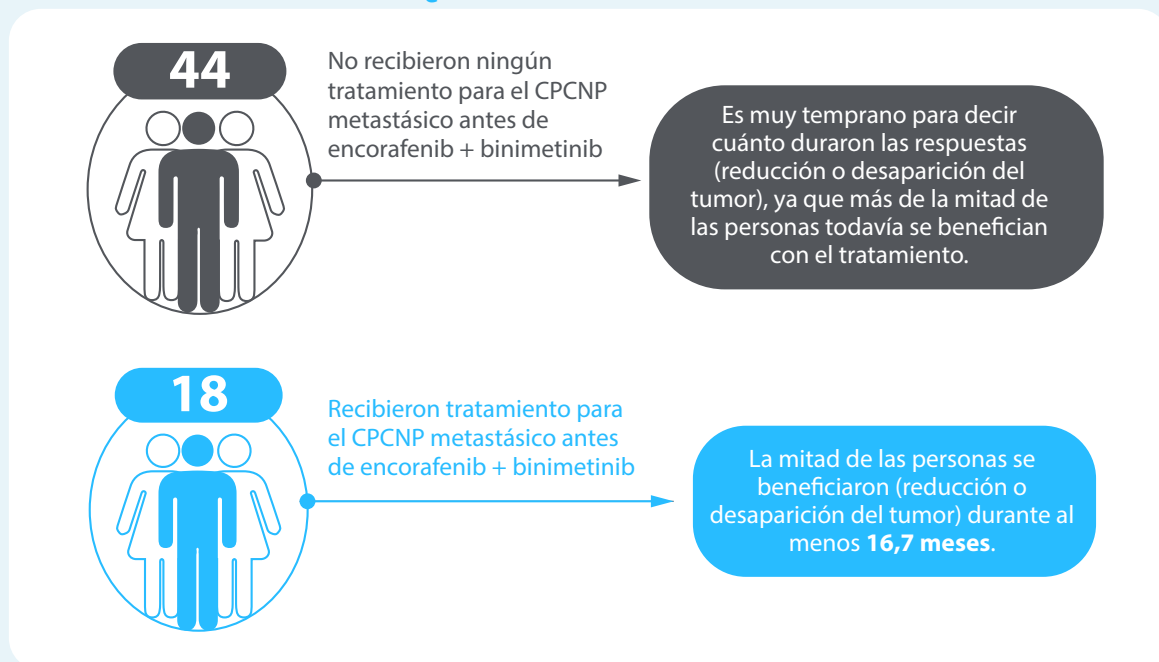 44
No recibieron ningún
tratamiento para el CPCNP
metastásico antes de
encorafenib + binimetinib
Es muy temprano para decir
cuánto duraron las respuestas
(reducción o desaparición del
tumor), ya que más de la mitad de
las personas todavía se benefician
con el tratamiento.
18
Recibieron tratamiento para
el CPCNP metastásico antes
de encorafenib + binimetinib
La mitad de las personas se
beneficiaron (reducción o
desaparición del tumor) durante al
menos 16,7 meses.